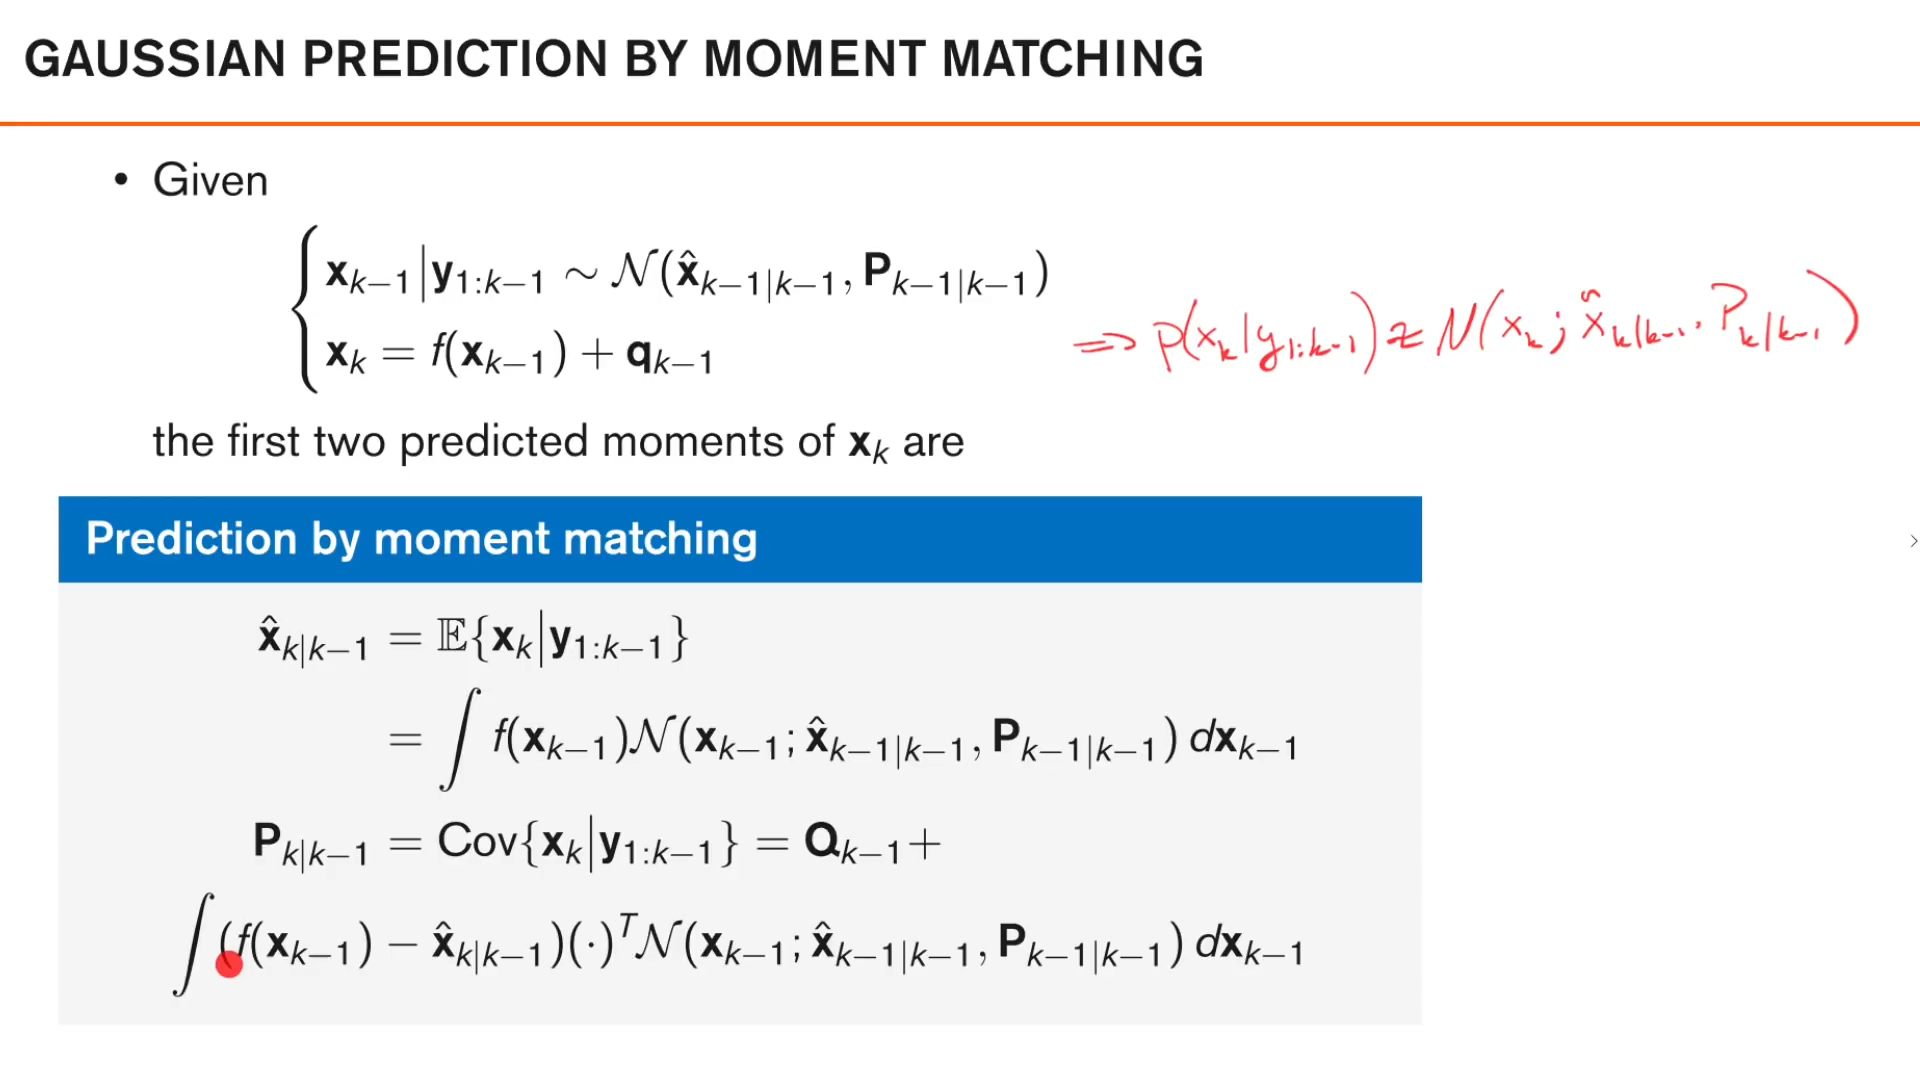 GAUSSIAN PREDICTION BY MOMENT MATCHING
• Given
x_{k−1}|y_{1:k−1} ∼ 𝒩(x̂_{k−1|k−1}, P_{k−1|k−1})
x_k = f(x_{k−1}) + q_{k−1}
⇒ p(x_k|y_{1:k-1}) ≈ N(x_k; x̂_{k|k-1}, P_{k|k-1})
the first two predicted moments of x_k are
Prediction by moment matching
x̂_{k|k−1} = 𝔼{x_k|y_{1:k−1}}
= ∫ f(x_{k−1})𝒩(x_{k−1}; x̂_{k−1|k−1}, P_{k−1|k−1}) dx_{k−1}
P_{k|k−1} = Cov{x_k|y_{1:k−1}} = Q_{k−1}+
∫(f(x_{k−1}) − x̂_{k|k−1})(·)^T 𝒩(x_{k−1}; x̂_{k−1|k−1}, P_{k−1|k−1}) dx_{k−1}